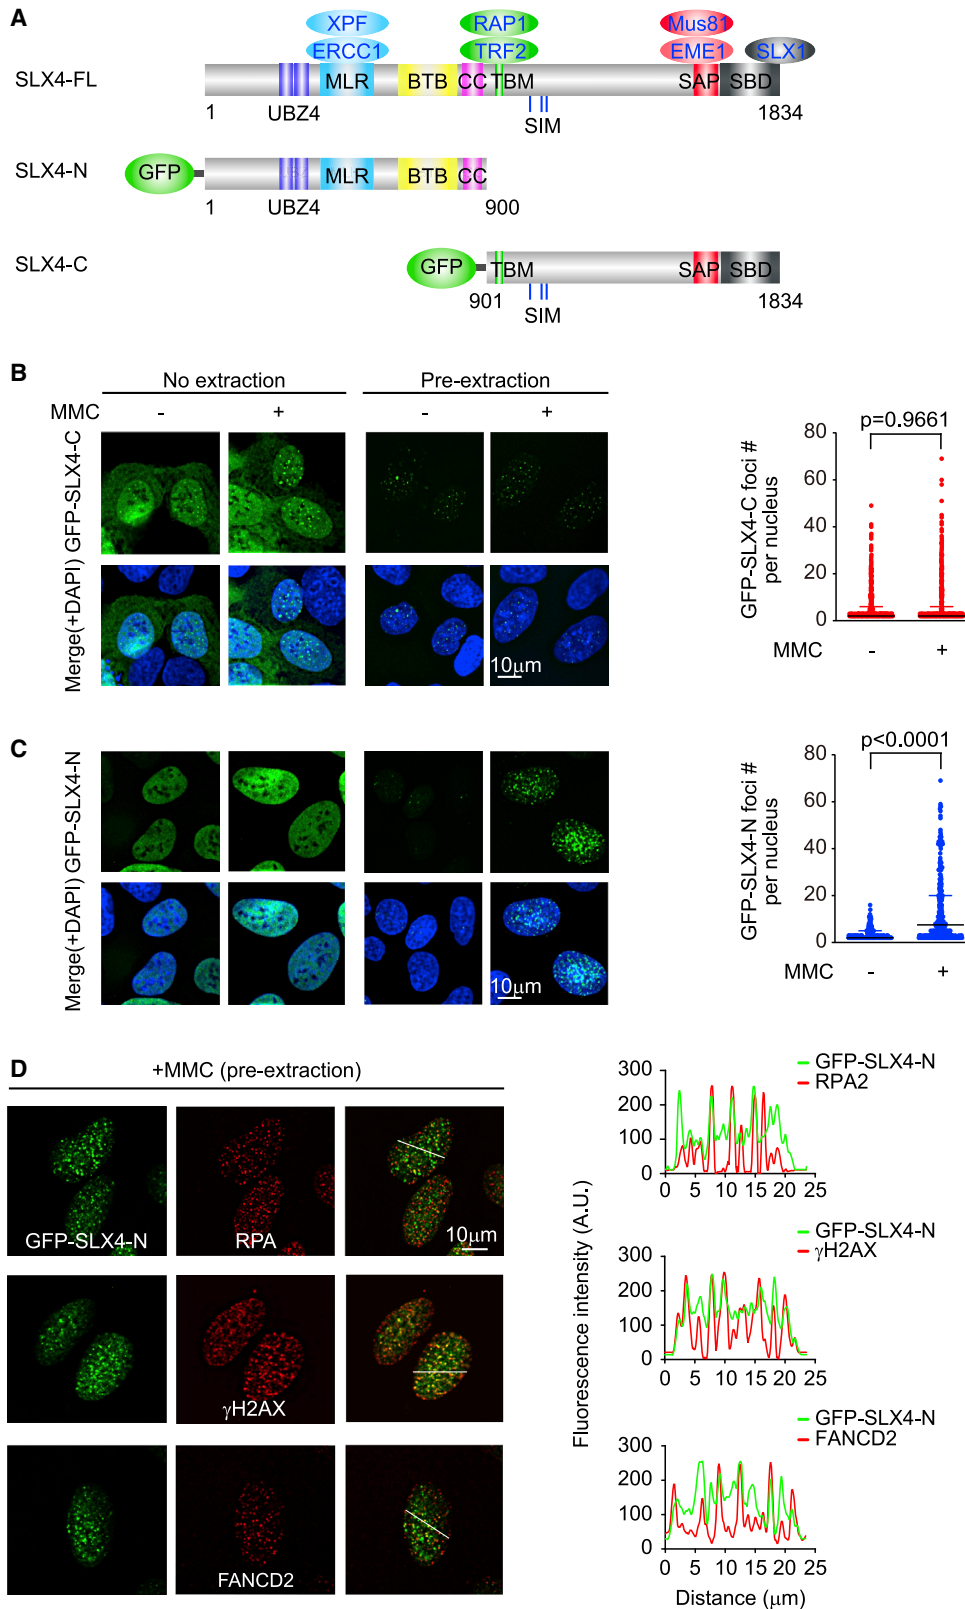 A
XPF
ERCC1
RAP1
TRF2
Mus81
EME1
SLX1
SLX4-FL
MLR
BTB
CC
TBM
SAP
SBD
1
UBZ4
SIM
1834
SLX4-N
GFP
MLR
BTB
CC
1
UBZ4
900
SLX4-C
GFP
TBM
SAP
SBD
901
SIM
1834
B
No extraction
Pre-extraction
MMC
-
+
-
+
GFP-SLX4-C
Merge(+DAPI)
10μm
p=0.9661
GFP-SLX4-C foci #
per nucleus
80
60
40
20
0
MMC
-
+
C
GFP-SLX4-N
Merge(+DAPI)
10μm
p<0.0001
GFP-SLX4-N foci #
per nucleus
80
60
40
20
0
MMC
-
+
D
+MMC (pre-extraction)
GFP-SLX4-N
RPA
10μm
γH2AX
FANCD2
Fluorescence intensity (A.U.)
GFP-SLX4-N
RPA2
300
200
100
0
0 5 10 15 20 25
GFP-SLX4-N
γH2AX
300
200
100
0
0 5 10 15 20 25
GFP-SLX4-N
FANCD2
300
200
100
0
0 5 10 15 20 25
Distance (μm)